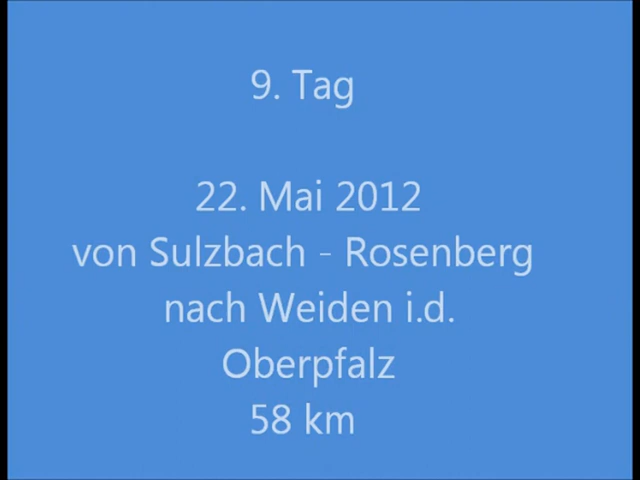 9. Tag
22. Mai 2012
von Sulzbach - Rosenberg
nach Weiden i.d.
Oberpfalz
58 km